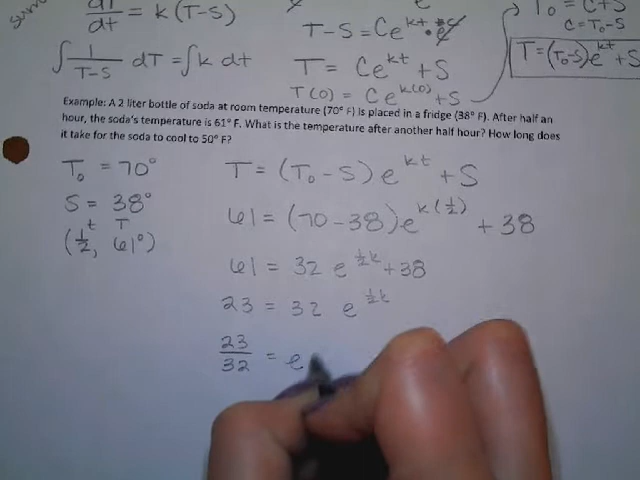 dT/dt = k(T-S)
∫ 1/(T-S) dT = ∫ k dt
T-S = Ce^kt
T = Ce^kt + S
T(0) = Ce^k(0) + S
T₀ = C+S
C = T₀-S
T = (T₀-S)e^kt + S
Example: A 2 liter bottle of soda at room temperature (70° F) is placed in a fridge (38° F). After half an
hour, the soda's temperature is 61° F. What is the temperature after another half hour? How long does
it take for the soda to cool to 50° F?
T₀ = 70°
S = 38°
t T
(½, 61°)
T = (T₀-S)e^kt + S
61 = (70-38)e^k(½) + 38
61 = 32 e^½k + 38
23 = 32 e^½k
23/32 = e